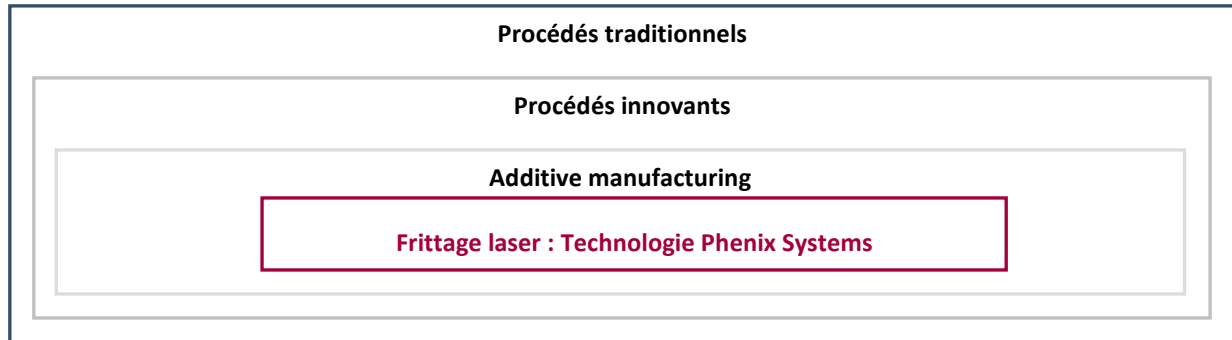 Procédés traditionnels
Procédés innovants
Additive manufacturing
Frittage laser : Technologie Phenix Systems